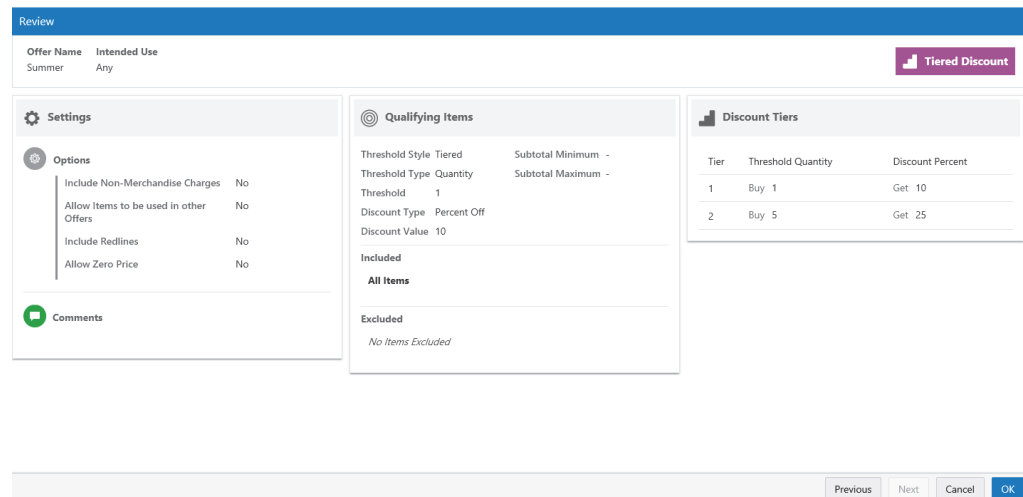 Review
Offer Name Intended Use
Summer Any
Tiered Discount
Settings
Options
Include Non-Merchandise Charges No
Allow Items to be used in other No
Offers
Include Redlines No
Allow Zero Price No
Comments
Qualifying Items
Threshold Style Tiered Subtotal Minimum -
Threshold Type Quantity Subtotal Maximum -
Threshold 1
Discount Type Percent Off
Discount Value 10
Included
All Items
Excluded
No Items Excluded
Discount Tiers
Tier Threshold Quantity Discount Percent
1 Buy 1 Get 10
2 Buy 5 Get 25
Previous Next Cancel OK